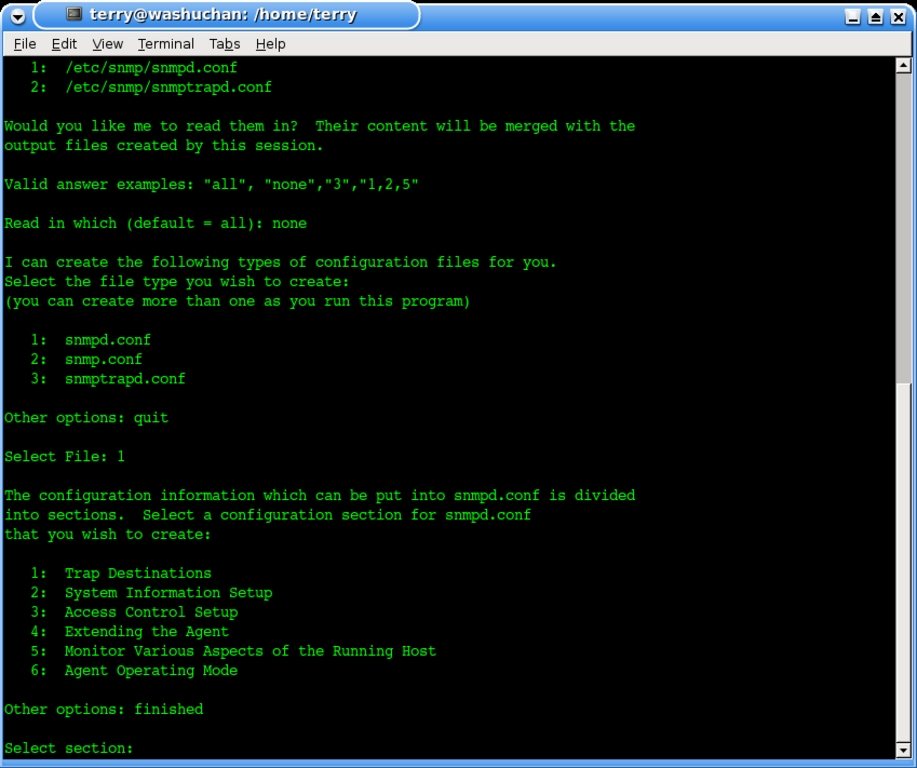 terry@washuchan: /home/terry
File Edit View Terminal Tabs Help
1: /etc/snmp/snmpd.conf
2: /etc/snmp/snmptrapd.conf
Would you like me to read them in?  Their content will be merged with the
output files created by this session.
Valid answer examples: "all", "none","3","1,2,5"
Read in which (default = all): none
I can create the following types of configuration files for you.
Select the file type you wish to create:
(you can create more than one as you run this program)
1: snmpd.conf
2: snmp.conf
3: snmptrapd.conf
Other options: quit
Select File: 1
The configuration information which can be put into snmpd.conf is divided
into sections.  Select a configuration section for snmpd.conf
that you wish to create:
1: Trap Destinations
2: System Information Setup
3: Access Control Setup
4: Extending the Agent
5: Monitor Various Aspects of the Running Host
6: Agent Operating Mode
Other options: finished
Select section: